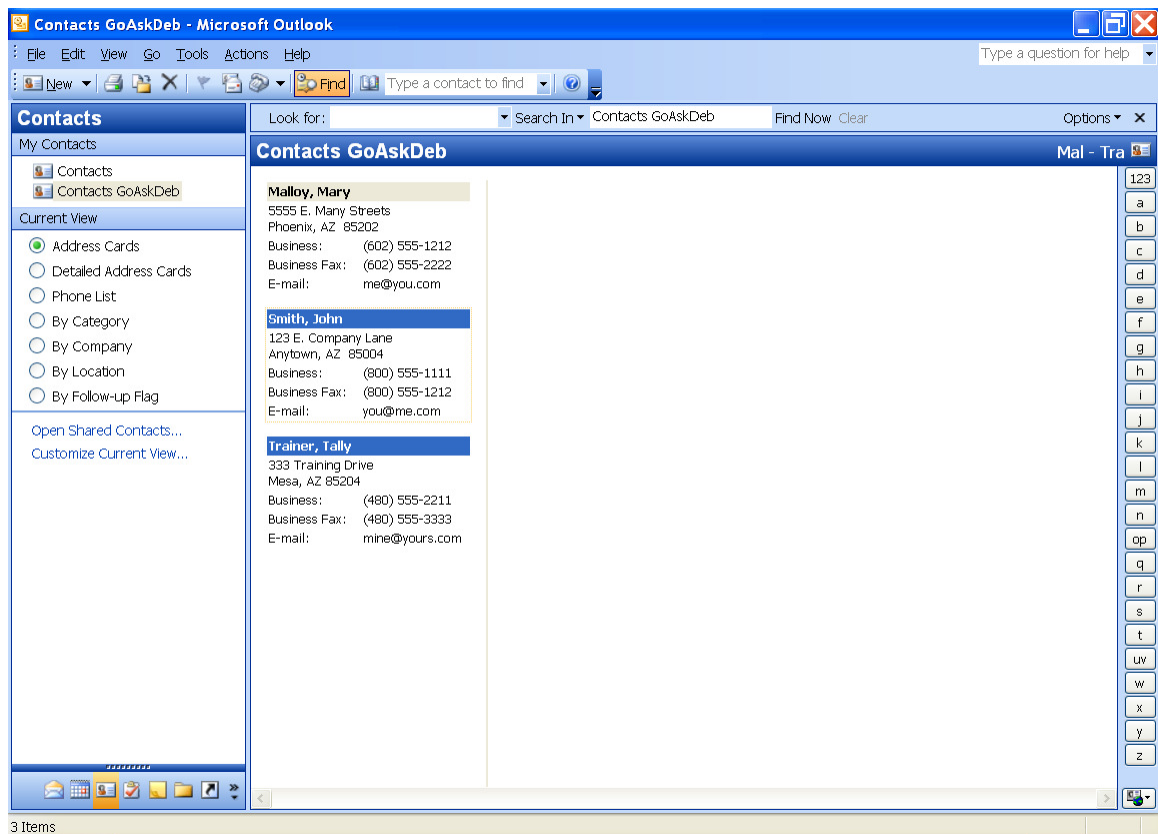 Contacts GoAskDeb - Microsoft Outlook
File Edit View Go Tools Actions Help
Type a question for help
New Find Type a contact to find
Contacts
Look for: Search In Contacts GoAskDeb Find Now Clear Options
My Contacts
Contacts
Contacts GoAskDeb
Current View
Address Cards
Detailed Address Cards
Phone List
By Category
By Company
By Location
By Follow-up Flag
Open Shared Contacts...
Customize Current View...
Contacts GoAskDeb
Mal - Tra
Malloy, Mary
5555 E. Many Streets
Phoenix, AZ 85202
Business: (602) 555-1212
Business Fax: (602) 555-2222
E-mail: me@you.com
Smith, John
123 E. Company Lane
Anytown, AZ 85004
Business: (800) 555-1111
Business Fax: (800) 555-1212
E-mail: you@me.com
Trainer, Tally
333 Training Drive
Mesa, AZ 85204
Business: (480) 555-2211
Business Fax: (480) 555-3333
E-mail: mine@yours.com
123
a
b
c
d
e
f
g
h
i
j
k
l
m
n
op
q
r
s
t
uv
w
x
y
z
3 Items